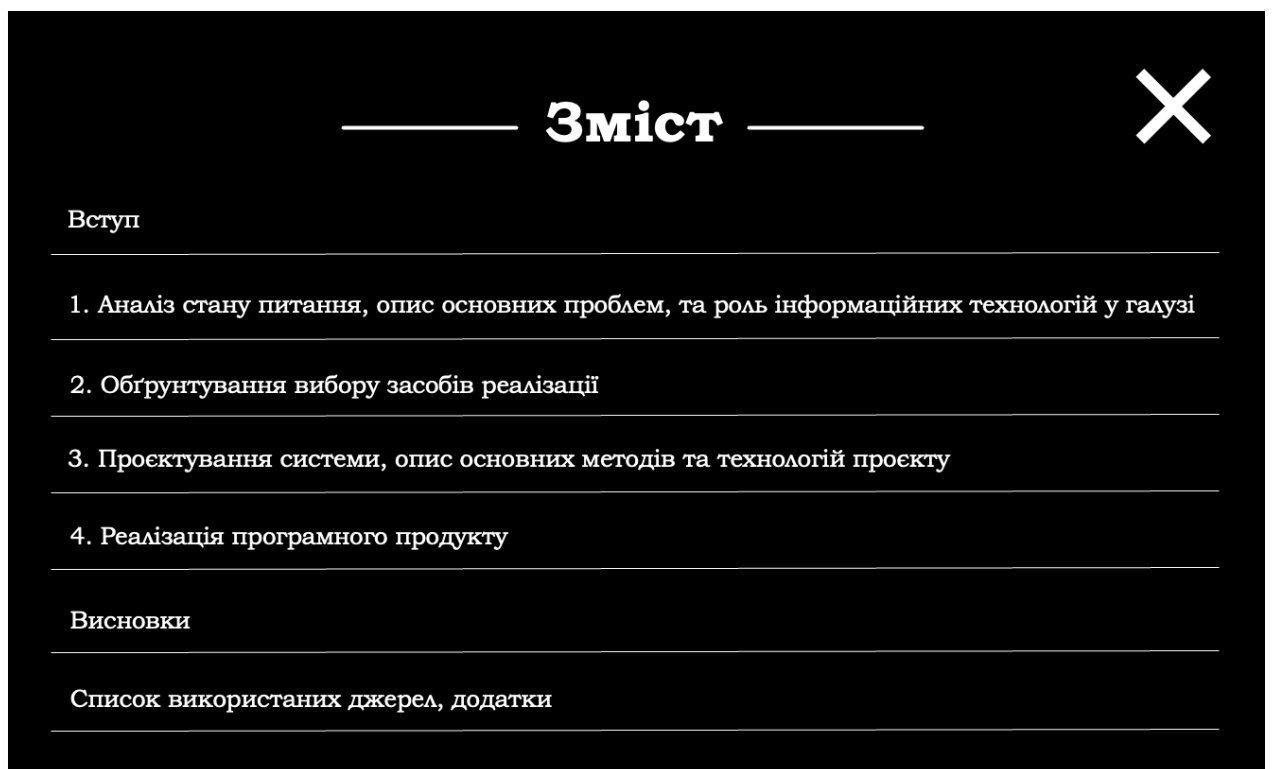 Зміст
Вступ
1. Аналіз стану питання, опис основних проблем, та роль інформаційних технологій у галузі
2. Обґрунтування вибору засобів реалізації
3. Проєктування системи, опис основних методів та технологій проєкту
4. Реалізація програмного продукту
Висновки
Список використаних джерел, додатки